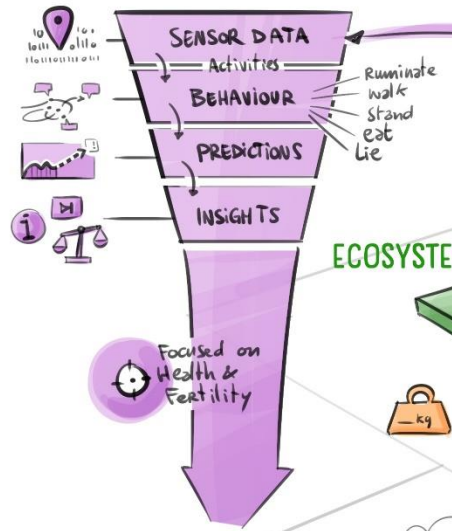 SENSOR DATA
Activities
BEHAVIOUR
Ruminate
walk
Stand
eat
Lie
PREDICTIONS
INSIGHTS
i
ECOSYSTE
Focused on
Health &
Fertility
kg